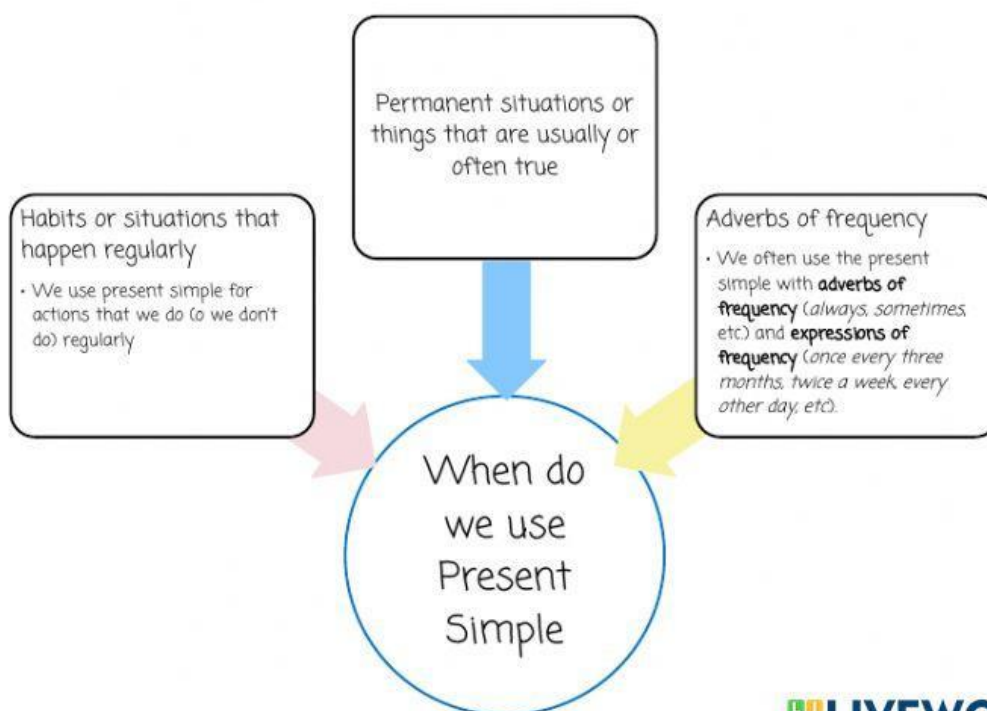 Permanent situations or
things that are usually or
often true
Habits or situations that
happen regularly
• We use present simple for
actions that we do (o we don't
do) regularly
Adverbs of frequency
• We often use the present
simple with adverbs of
frequency (always, sometimes,
etc.) and expressions of
frequency (once every three
months, twice a week, every
other day, etc).
When do
we use
Present
Simple